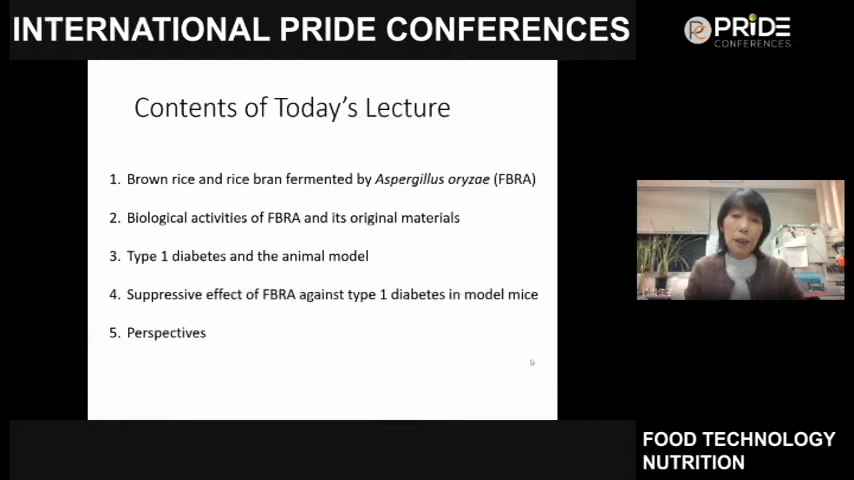 INTERNATIONAL PRIDE CONFERENCES
PRIDE
CONFERENCES
Contents of Today's Lecture
1. Brown rice and rice bran fermented by Aspergillus oryzae (FBRA)
2. Biological activities of FBRA and its original materials
3. Type 1 diabetes and the animal model
4. Suppressive effect of FBRA against type 1 diabetes in model mice
5. Perspectives
FOOD TECHNOLOGY
NUTRITION